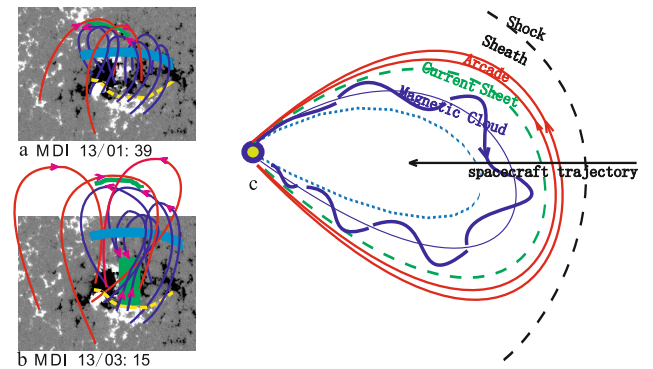 a MDI 13/01: 39
b MDI 13/03: 15
c
Shock
Sheath
Arcade
Current Sheet
Magnetic Cloud
spacecraft trajectory